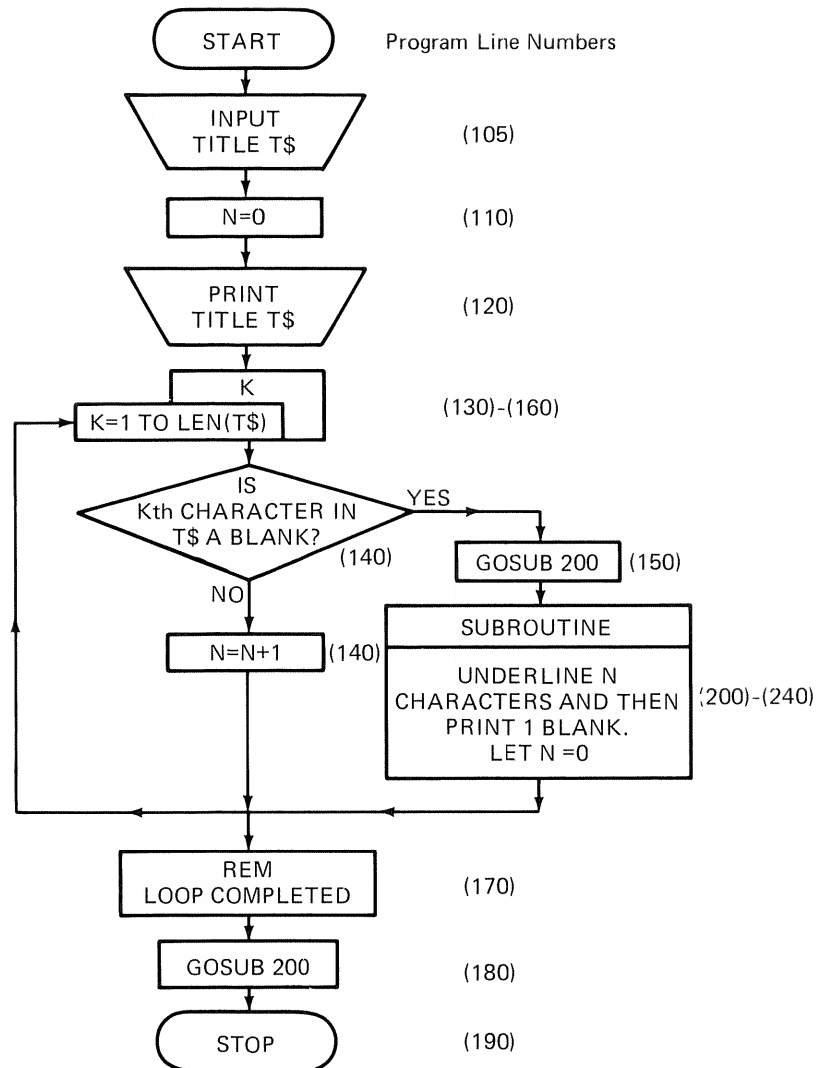 START
Program Line Numbers
INPUT
TITLE T$
(105)
N=0
(110)
PRINT
TITLE T$
(120)
K
K=1 TO LEN(T$)
(130)-(160)
IS
Kth CHARACTER IN
T$ A BLANK?
(140)
YES
GOSUB 200
(150)
NO
N=N+1
(140)
SUBROUTINE
UNDERLINE N
CHARACTERS AND THEN
PRINT 1 BLANK.
LET N =0
(200)-(240)
REM
LOOP COMPLETED
(170)
GOSUB 200
(180)
STOP
(190)